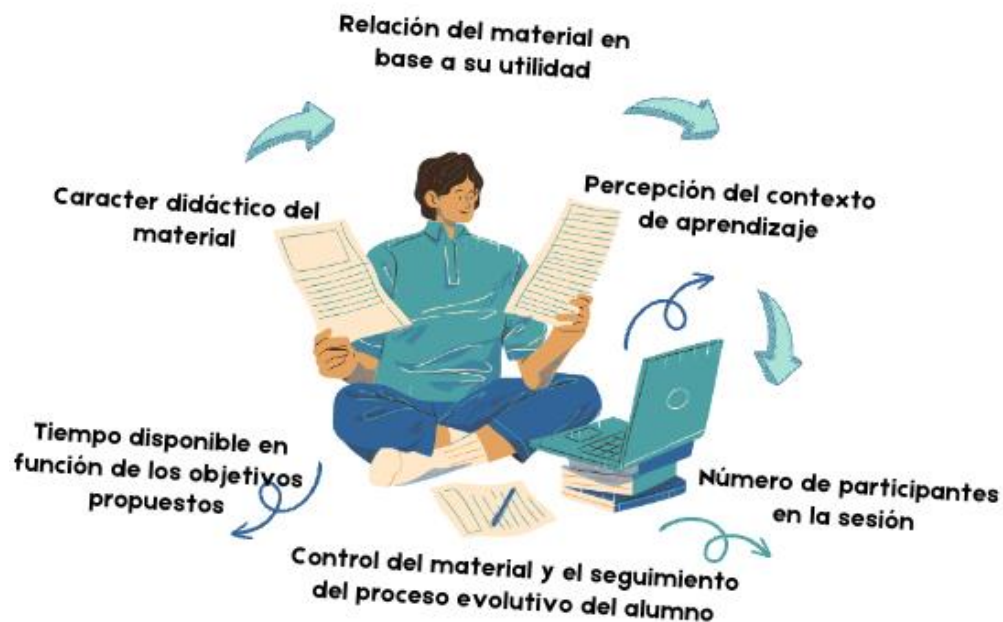 Relación del material en
base a su utilidad
Caracter didáctico del
material
Percepción del contexto
de aprendizaje
Tiempo disponible en
función de los objetivos
propuestos
Número de participantes
en la sesión
Control del material y el seguimiento
del proceso evolutivo del alumno